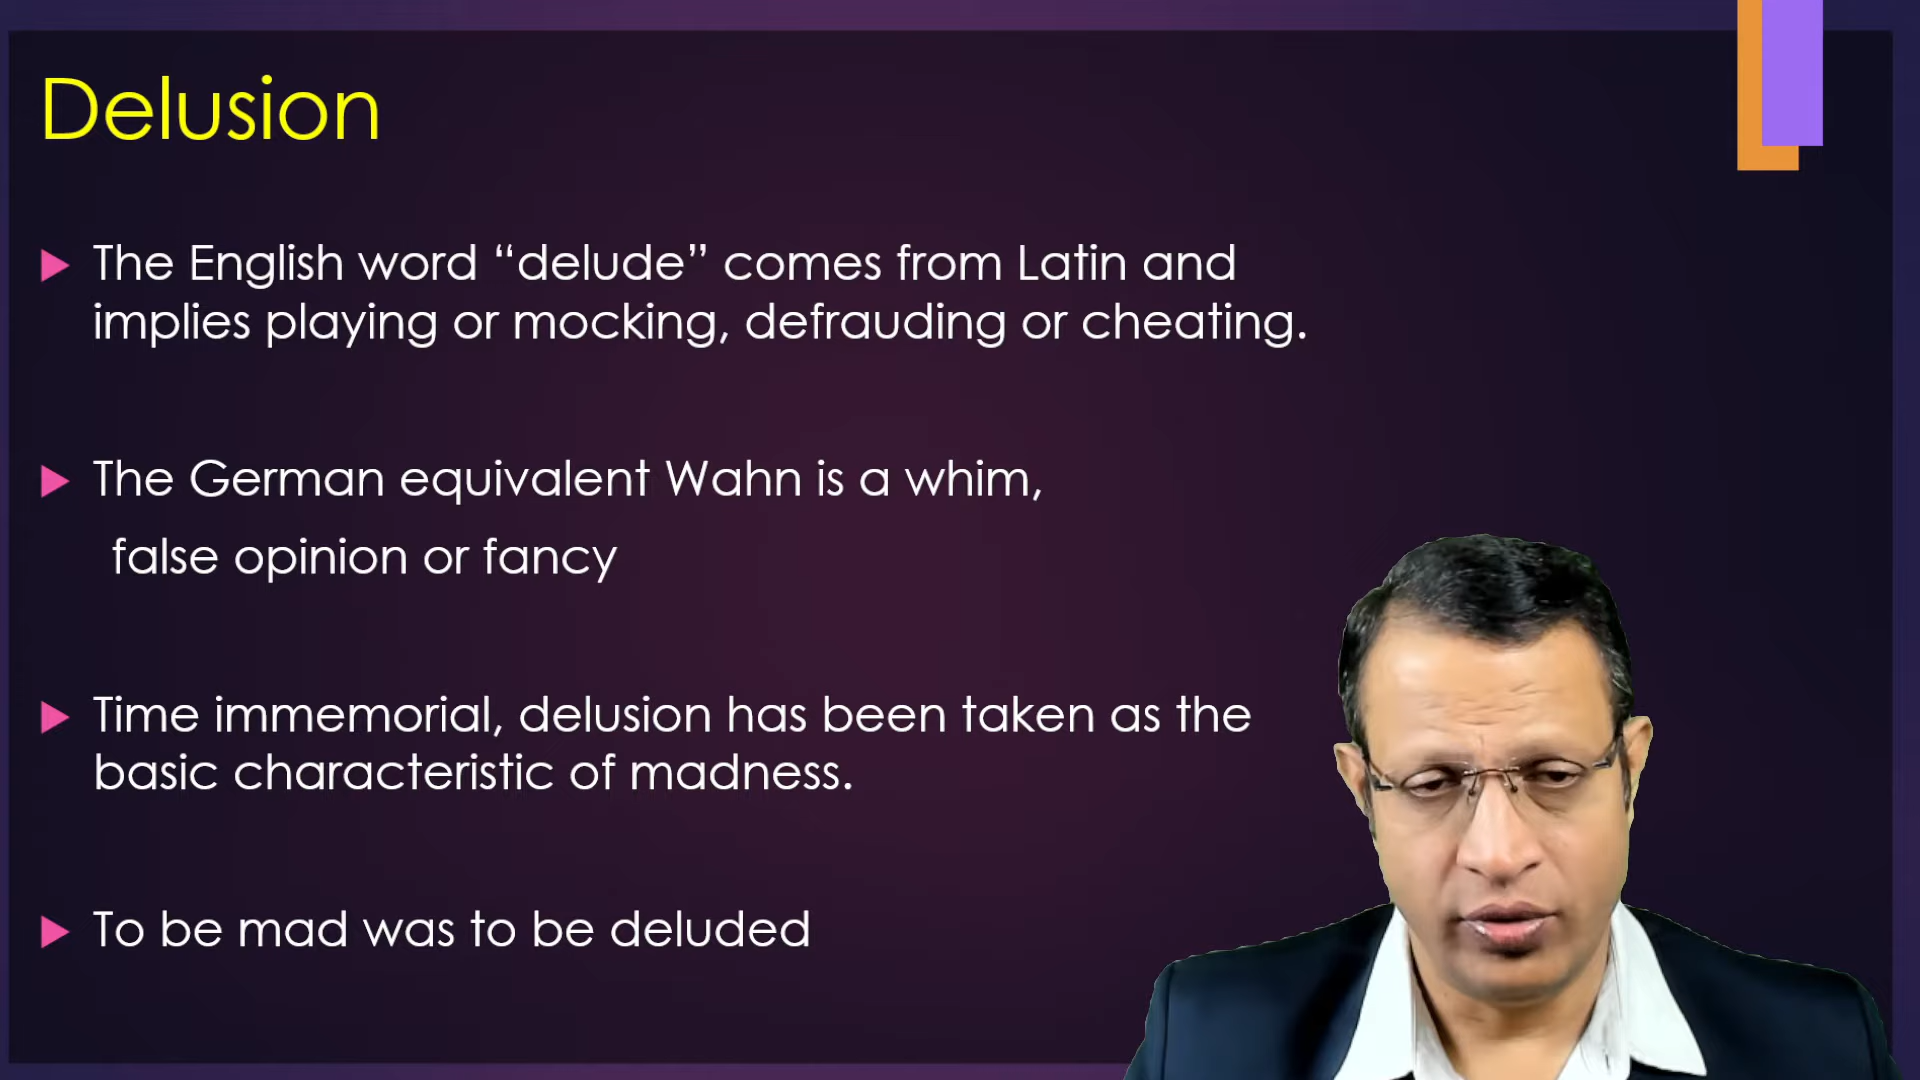 Delusion
The English word “delude” comes from Latin and
implies playing or mocking, defrauding or cheating.
The German equivalent Wahn is a whim,
false opinion or fancy
Time immemorial, delusion has been taken as the
basic characteristic of madness.
To be mad was to be deluded